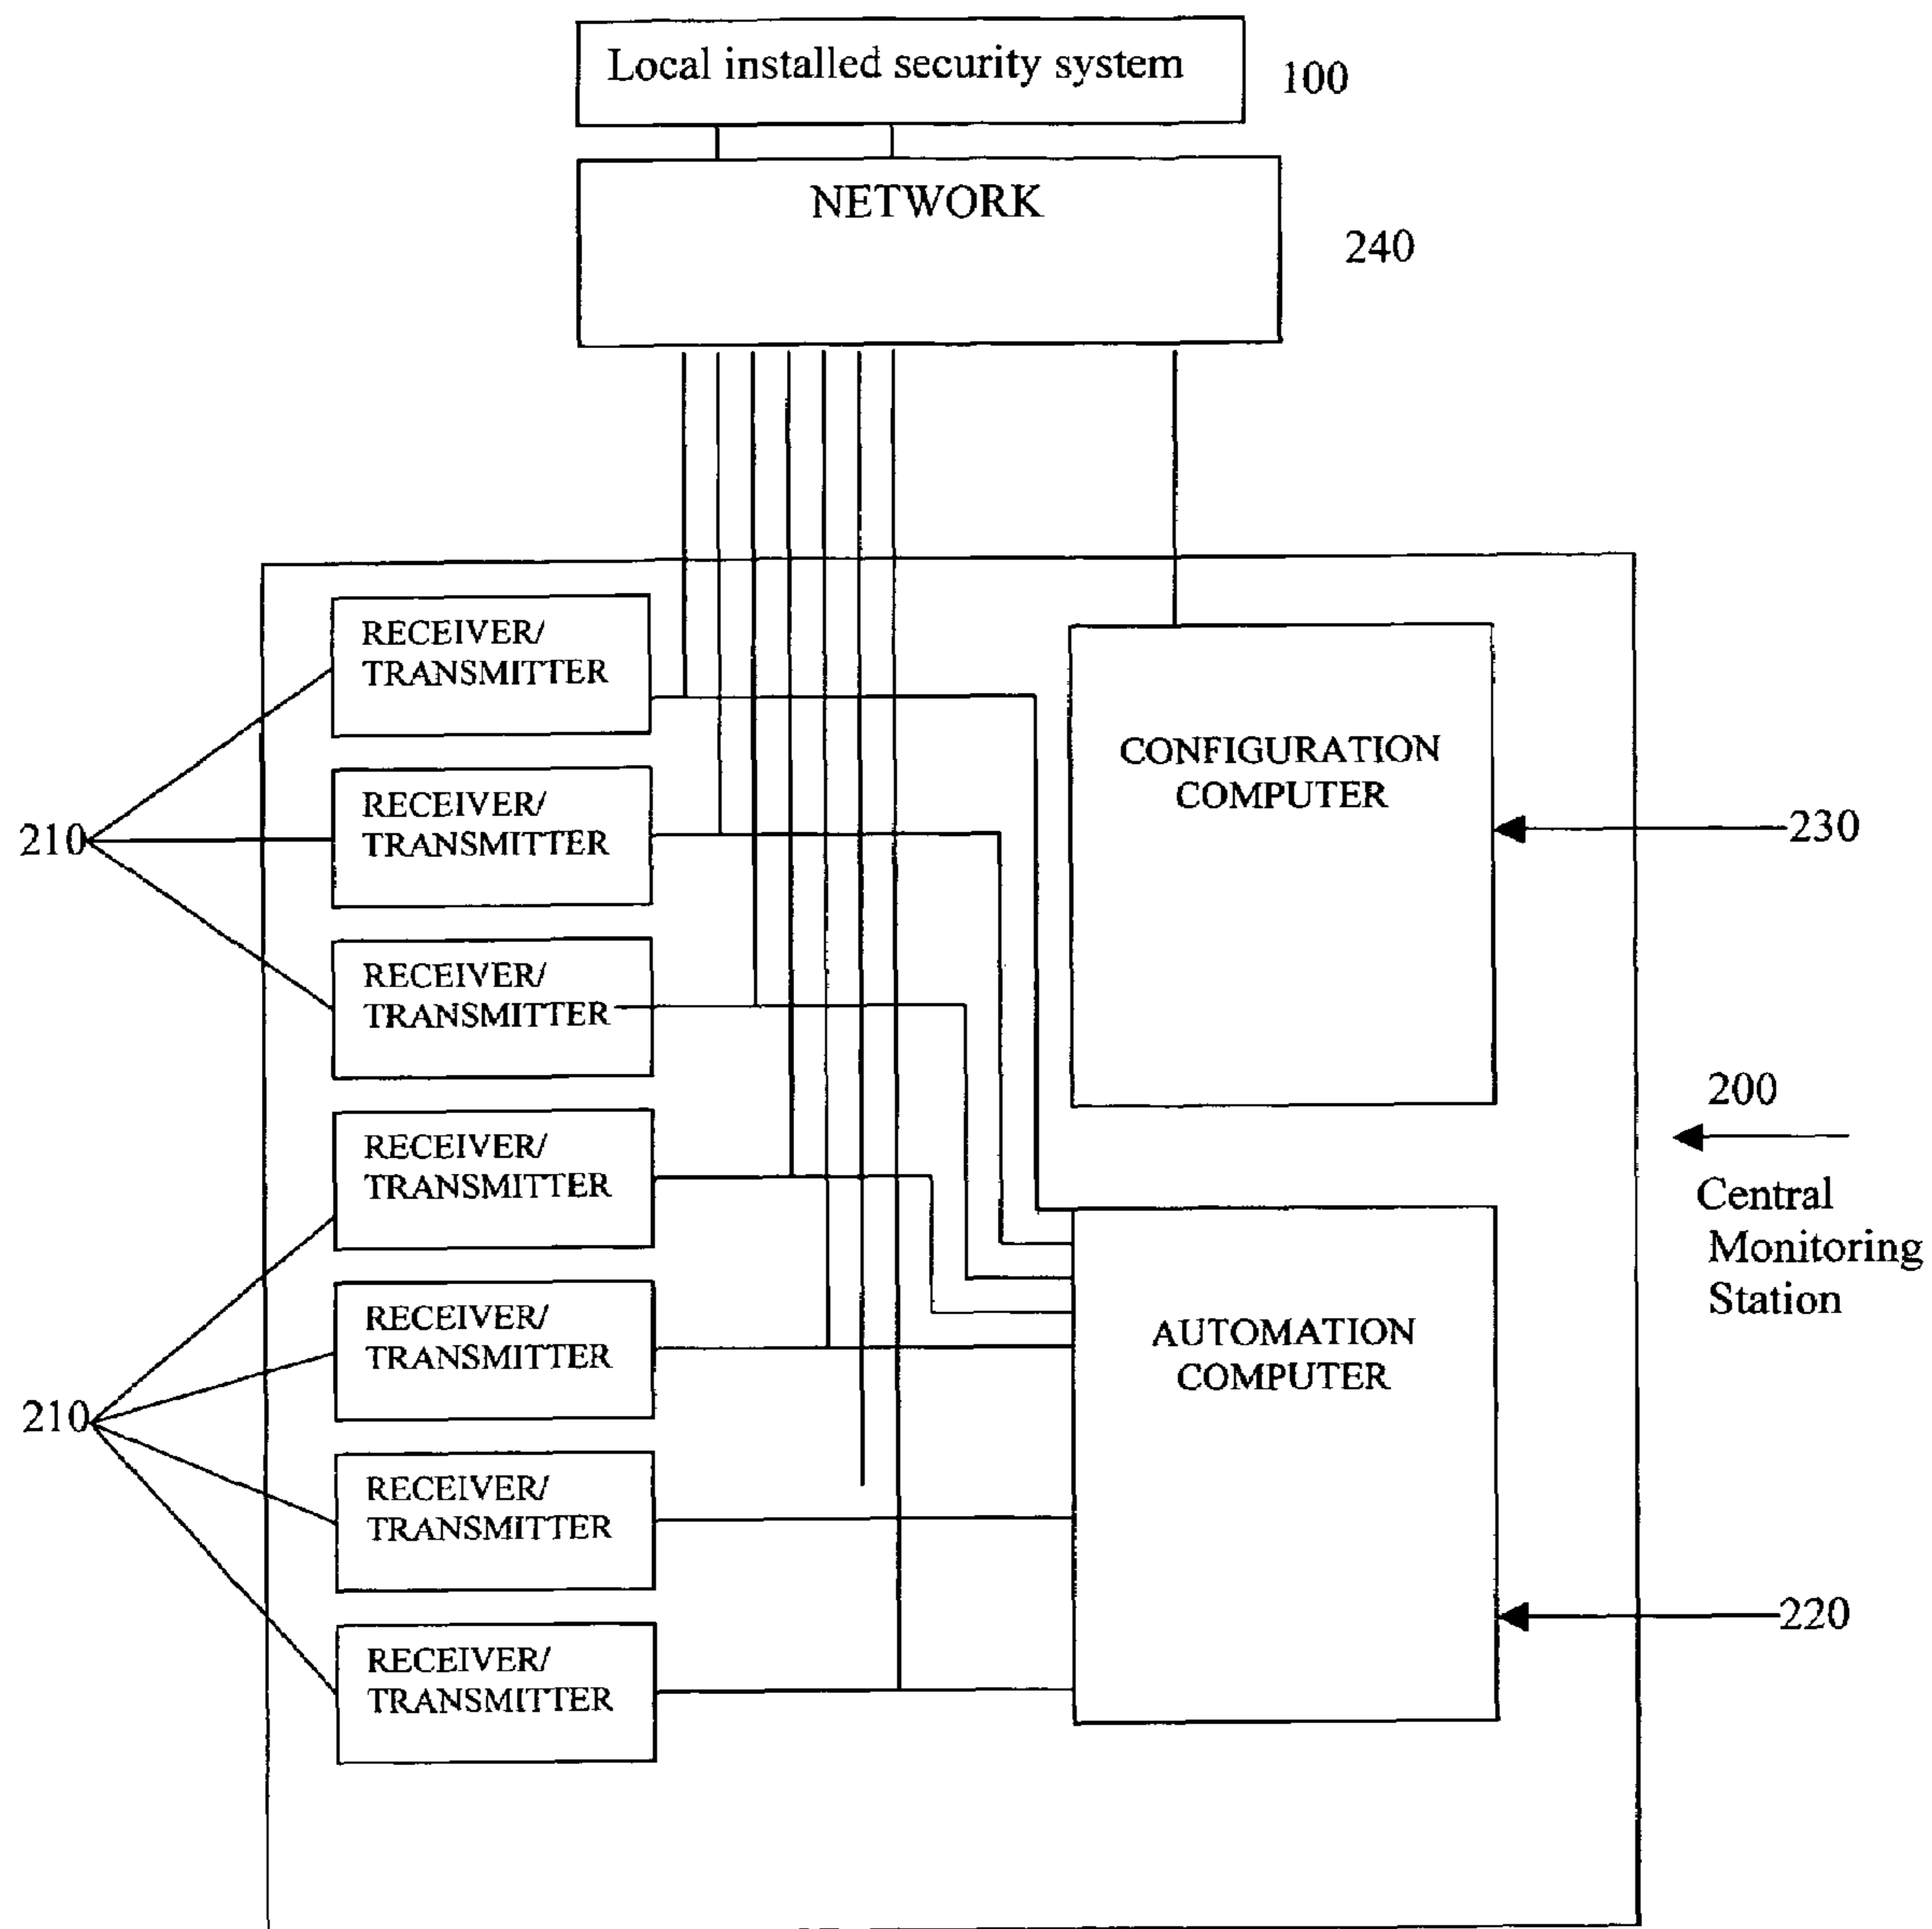 Local installed security system
100
NETWORK
240
RECEIVER/
TRANSMITTER
RECEIVER/
TRANSMITTER
RECEIVER/
TRANSMITTER
210
CONFIGURATION
COMPUTER
230
200
Central
Monitoring
Station
RECEIVER/
TRANSMITTER
RECEIVER/
TRANSMITTER
RECEIVER/
TRANSMITTER
RECEIVER/
TRANSMITTER
210
AUTOMATION
COMPUTER
220